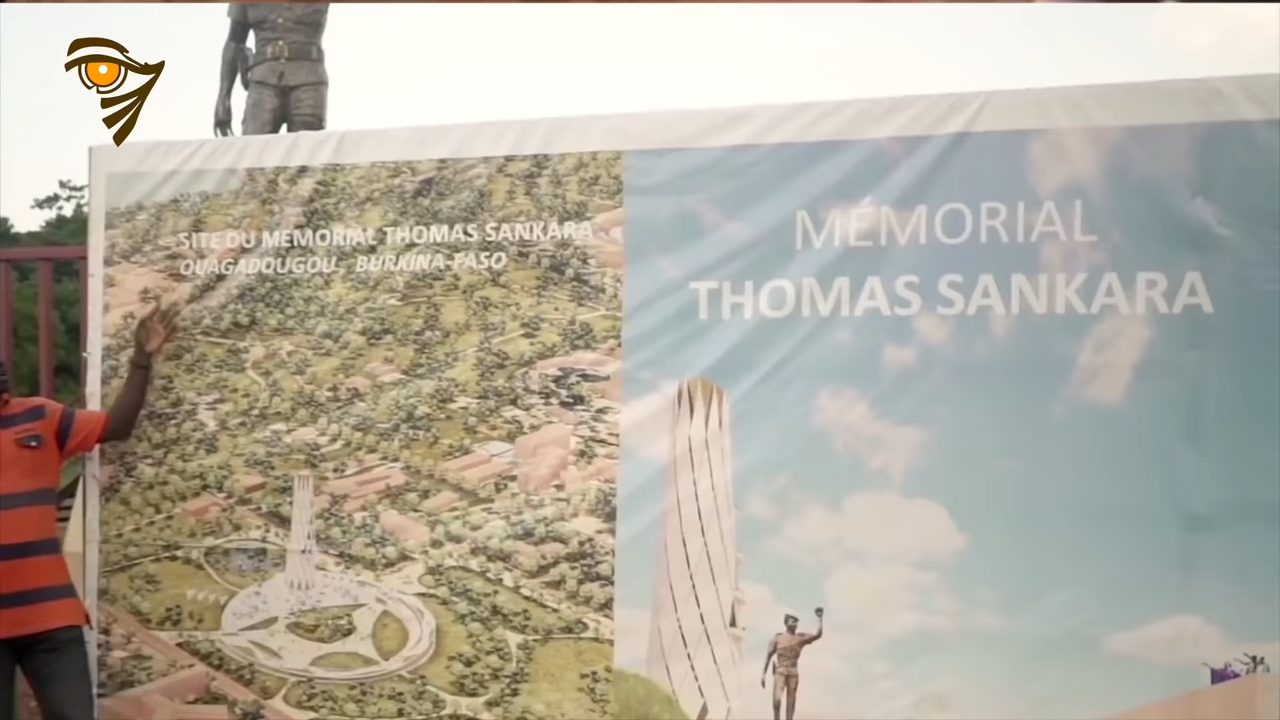 SITE DU MEMORIAL THOMAS SANKARA
OUAGADOUGOU, BURKINA-FASO
MÉMORIAL
THOMAS SANKARA